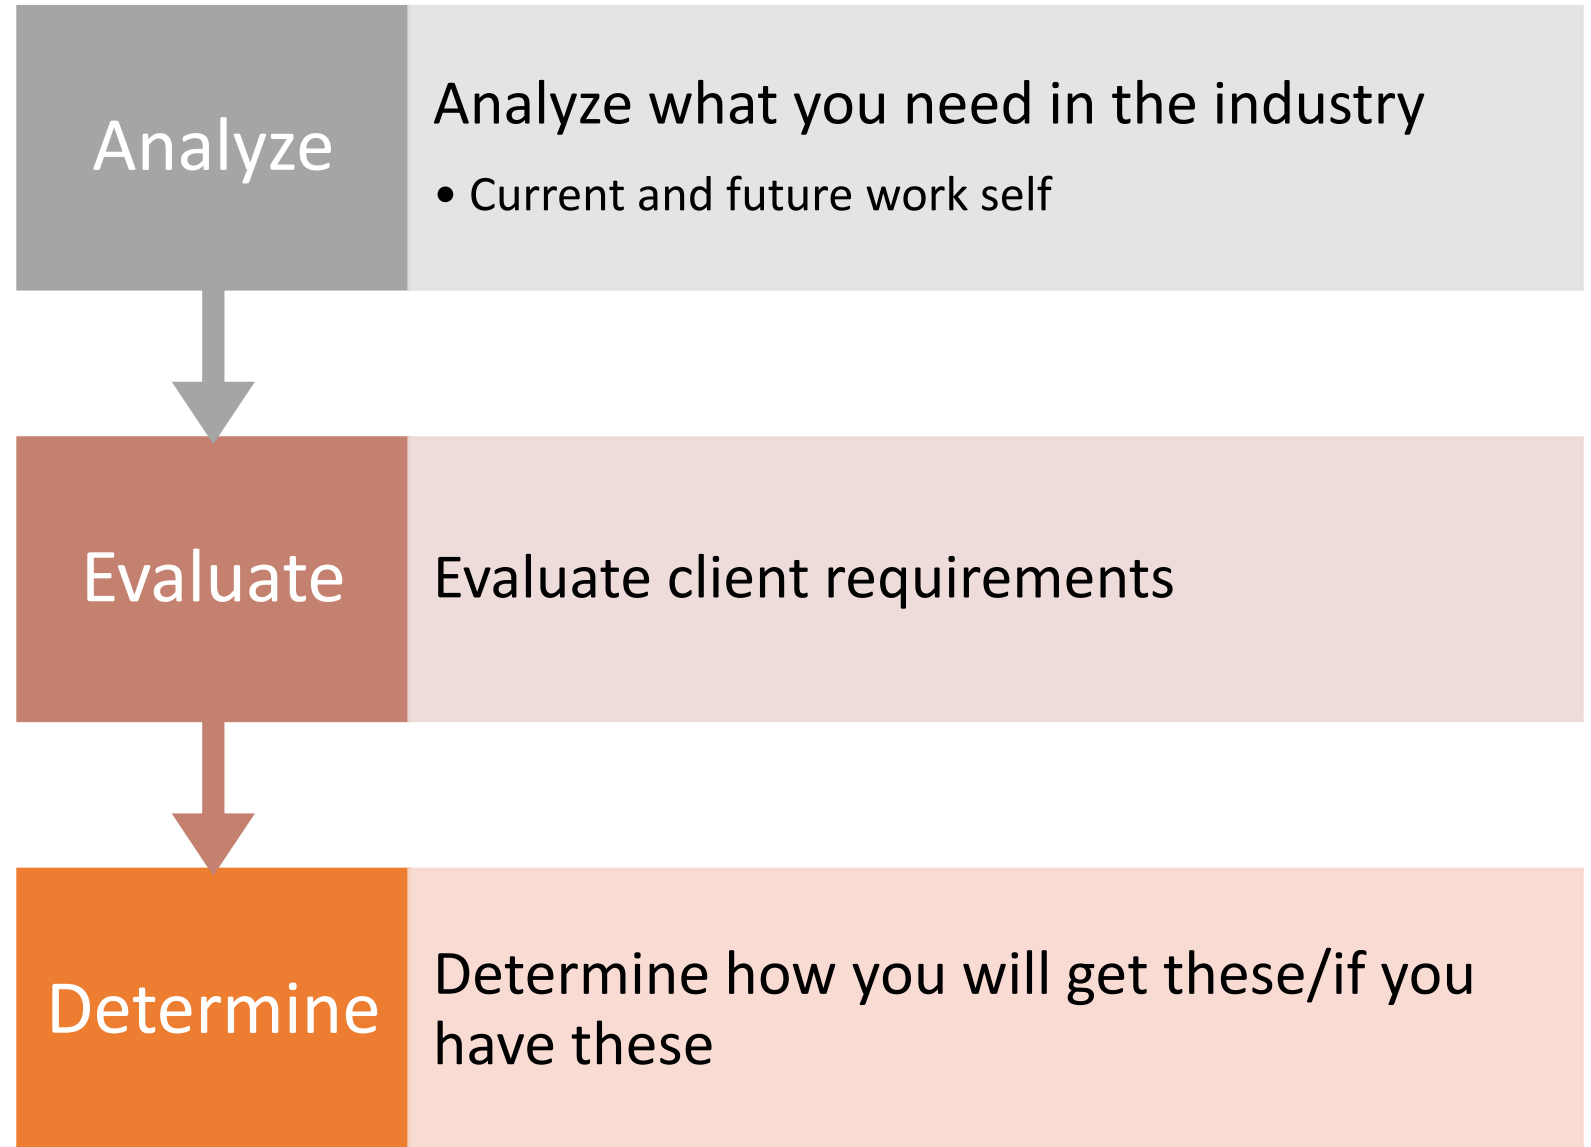 Analyze
Analyze what you need in the industry
• Current and future work self
Evaluate
Evaluate client requirements
Determine
Determine how you will get these/if you
have these